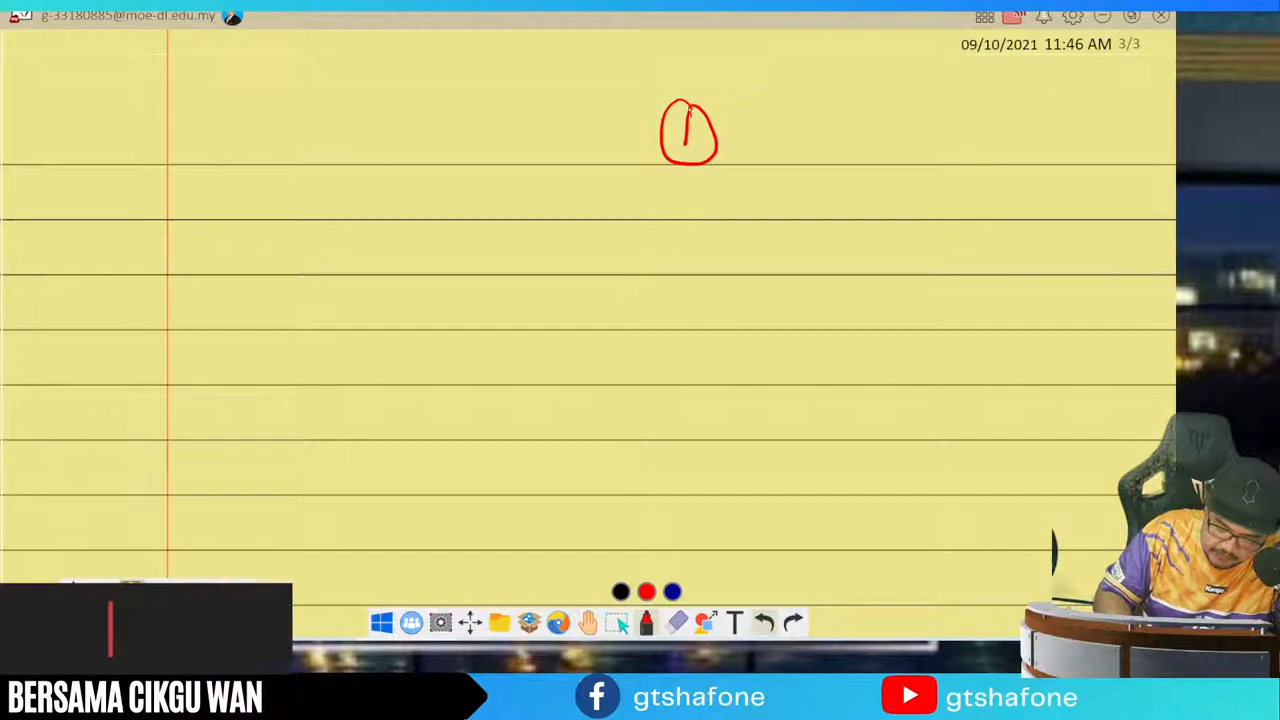 g-33180885@moe-dl.edu.my
09/10/2021 11:46 AM 3/3
1
T
BERSAMA CIKGU WAN
gtshafone
gtshafone